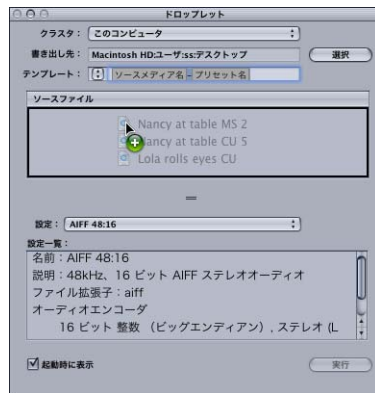 ドロップレット
クラスタ： このコンピュータ
書き出し先： Macintosh HD:ユーザ:ss:デスクトップ 選択
テンプレート： ソースメディア名 - プリセット名
ソースファイル
Nancy at table MS 2
Nancy at table CU 5
Lola rolls eyes CU
設定： AIFF 48:16
設定一覧：
名前：AIFF 48:16
説明：48kHz、16 ビット AIFF ステレオオーディオ
ファイル拡張子：aiff
オーディオエンコーダ
16 ビット 整数 （ビッグエンディアン）, ステレオ (L
起動時に表示 実行